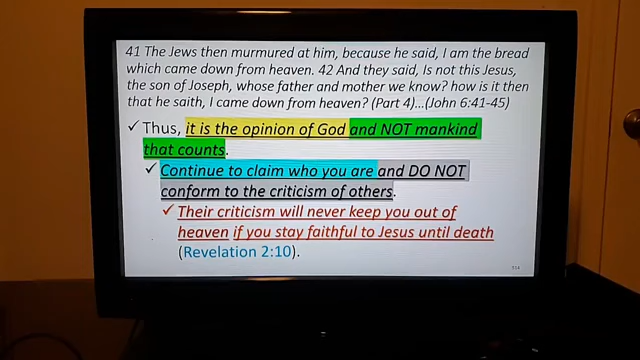 41 The Jews then murmured at him, because he said, I am the bread
which came down from heaven. 42 And they said, Is not this Jesus,
the son of Joseph, whose father and mother we know? how is it then
that he saith, I came down from heaven? (Part 4)...(John 6:41-45)
✓ Thus, it is the opinion of God and NOT mankind
that counts.
✓ Continue to claim who you are and DO NOT
conform to the criticism of others.
✓ Their criticism will never keep you out of
heaven if you stay faithful to Jesus until death
(Revelation 2:10).